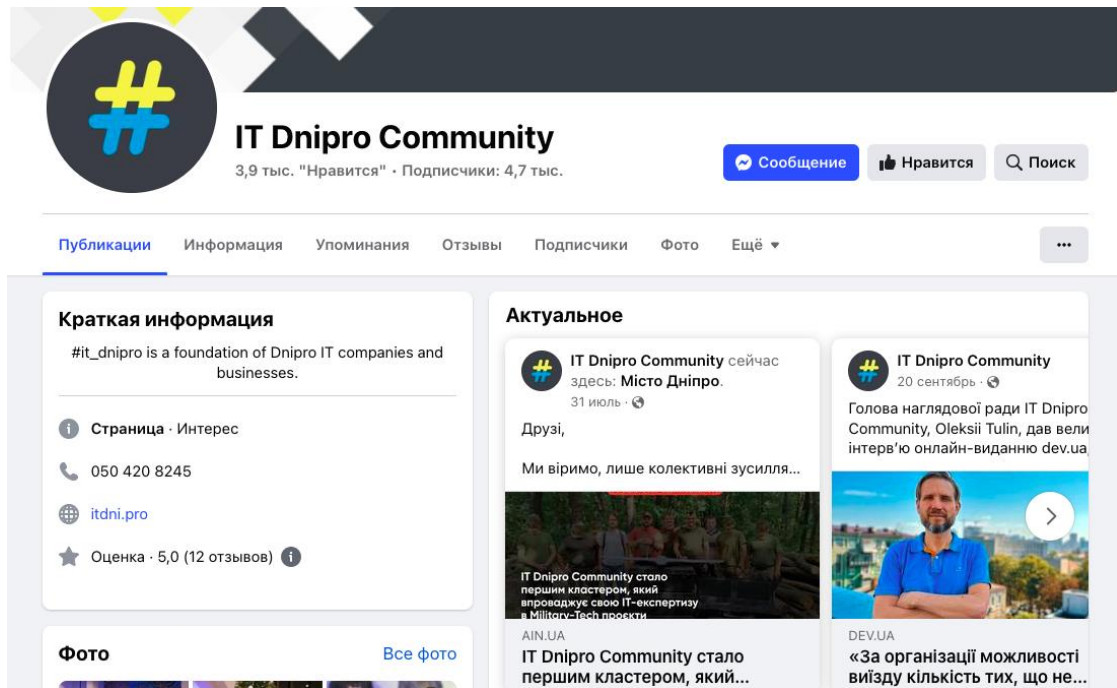 IT Dnipro Community
3,9 тыс. "Нравится" · Подписчики: 4,7 тыс.
Сообщение
Нравится
Поиск
Публикации
Информация
Упоминания
Отзывы
Подписчики
Фото
Ещё
Краткая информация
#it_dnipro is a foundation of Dnipro IT companies and
businesses.
Страница · Интерес
050 420 8245
itdni.pro
Оценка · 5,0 (12 отзывов)
Фото
Все фото
Актуальное
IT Dnipro Community сейчас
здесь: Місто Дніпро.
31 июль ·
Друзі,
Ми віримо, лише колективні зусилля...
IT Dnipro Community стало
першим кластером, який
впроваджує свою IT-експертизу
в Military-Tech проєкти
AIN.UA
IT Dnipro Community стало
першим кластером, який...
IT Dnipro Community
20 сентябрь ·
Голова наглядової ради IT Dnipro
Community, Oleksii Tulin, дав вели
інтерв’ю онлайн-виданню dev.ua,
DEV.UA
«За організації можливості
виїзду кількість тих, що не...